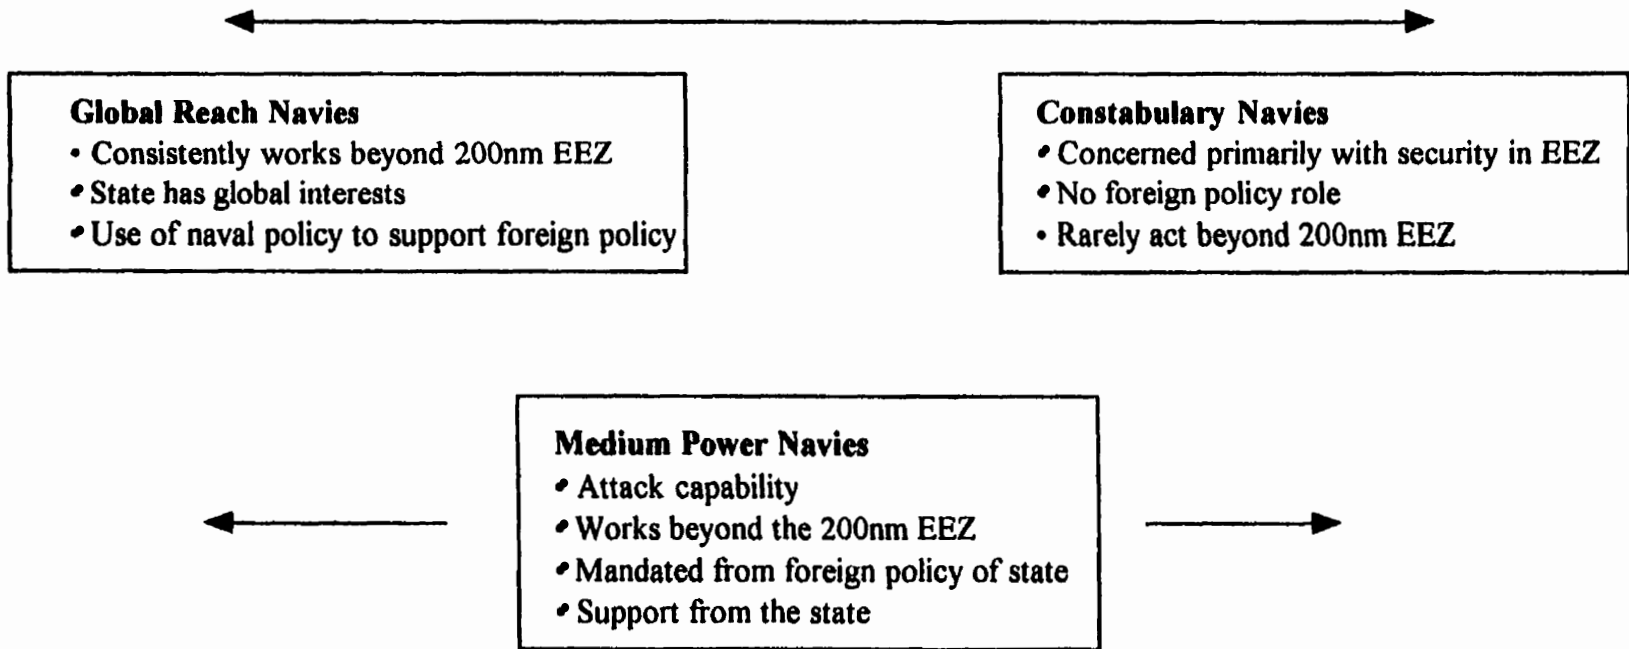 Global Reach Navies
• Consistently works beyond 200nm EEZ
• State has global interests
• Use of naval policy to support foreign policy
Constabulary Navies
• Concerned primarily with security in EEZ
• No foreign policy role
• Rarely act beyond 200nm EEZ
Medium Power Navies
• Attack capability
• Works beyond the 200nm EEZ
• Mandated from foreign policy of state
• Support from the state